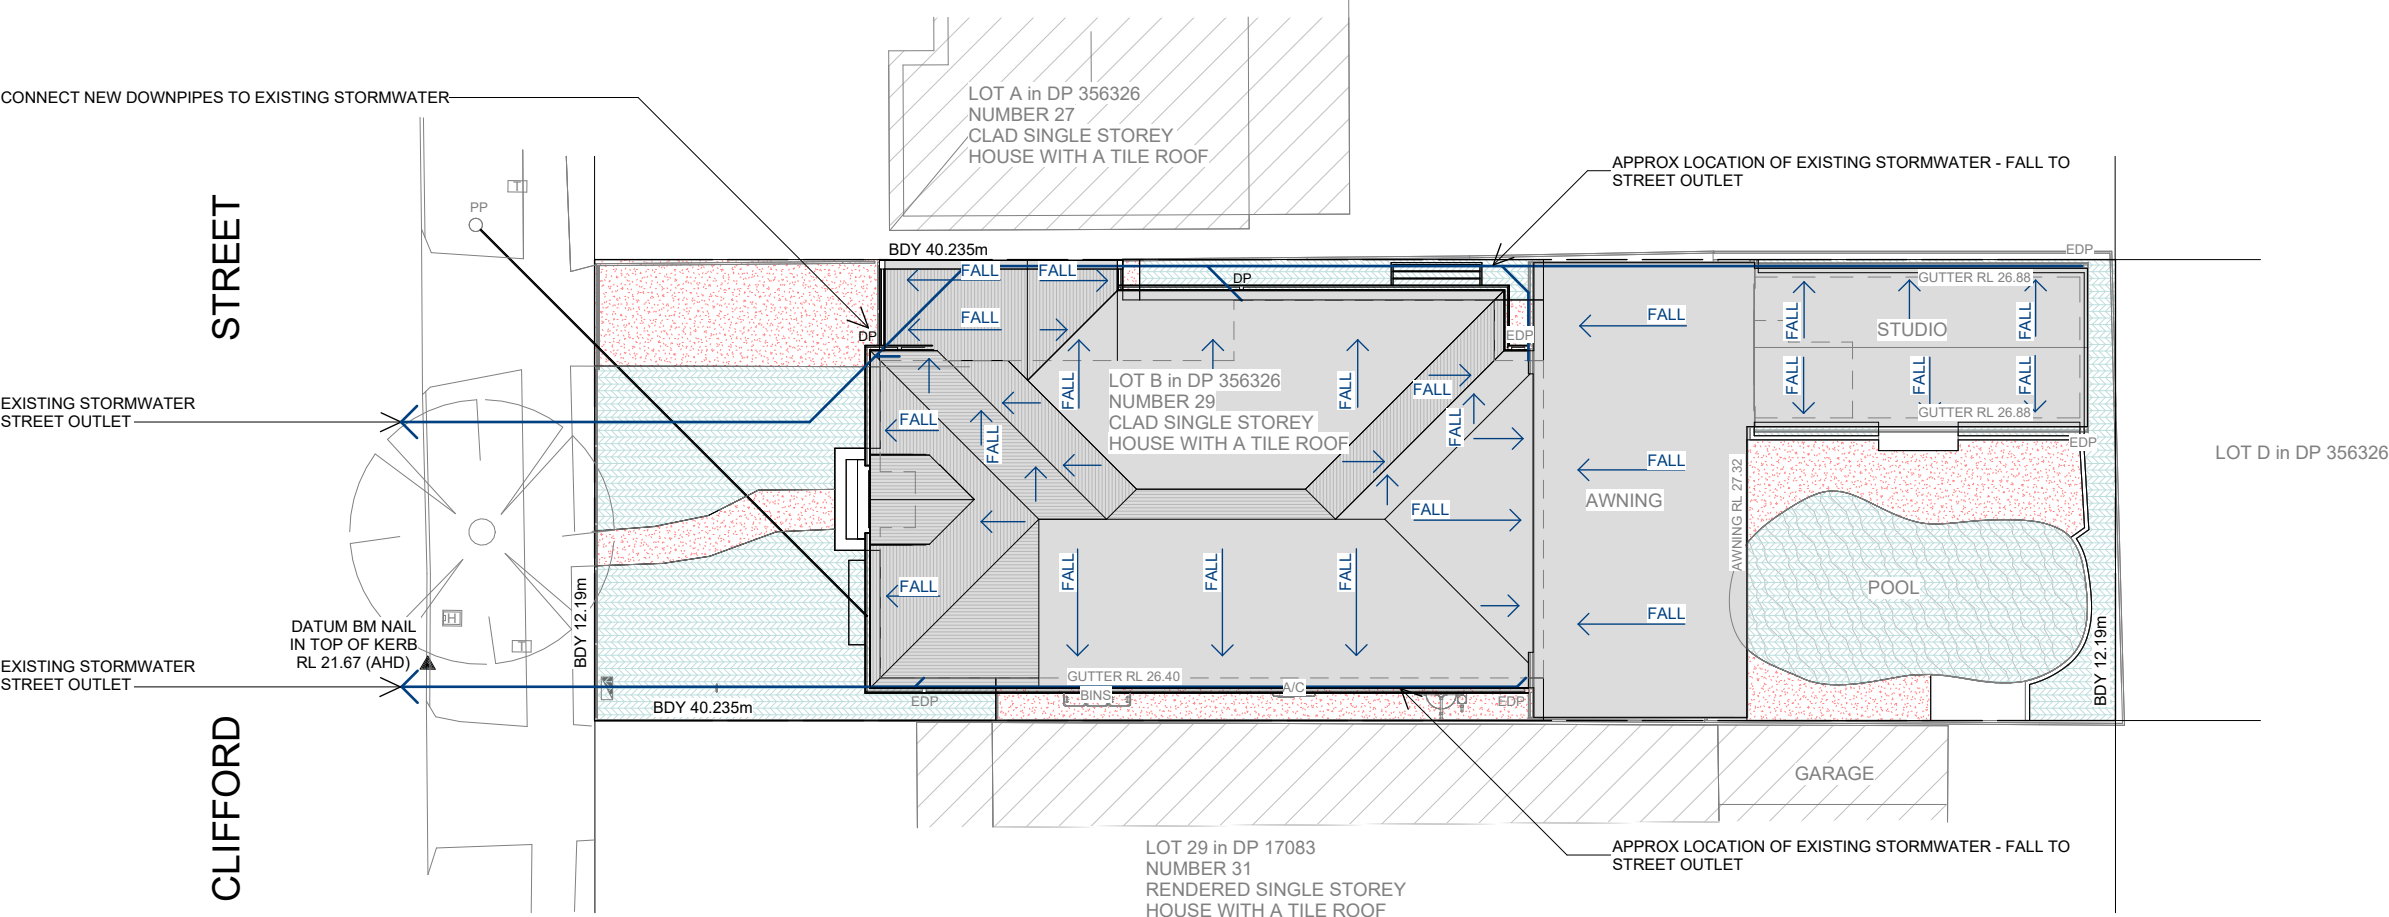 CONNECT NEW DOWNPIPES TO EXISTING STORMWATER
LOT A in DP 356326
NUMBER 27
CLAD SINGLE STOREY
HOUSE WITH A TILE ROOF
APPROX LOCATION OF EXISTING STORMWATER - FALL TO
STREET OUTLET
STREET
T
PP
BDY 40.235m
EDP
FALL
FALL
DP
GUTTER RL 26.88
FALL
FALL
FALL
FALL
STUDIO
DP
EDP
LOT B in DP 356326
NUMBER 29
CLAD SINGLE STOREY
HOUSE WITH A TILE ROOF
FALL
FALL
FALL
FALL
FALL
FALL
EXISTING STORMWATER
STREET OUTLET
GUTTER RL 26.88
FALL
FALL
FALL
EDP
LOT D in DP 356326
FALL
AWNING
AWNING RL 27.32
FALL
FALL
FALL
FALL
FALL
POOL
FALL
H
T
BDY 12.19m
DATUM BM NAIL
IN TOP OF KERB
RL 21.67 (AHD)
BDY 12.19m
EXISTING STORMWATER
STREET OUTLET
GUTTER RL 26.40
BINS
A/C
EDP
EDP
BDY 40.235m
CLIFFORD
GARAGE
LOT 29 in DP 17083
NUMBER 31
RENDERED SINGLE STOREY
HOUSE WITH A TILE ROOF
APPROX LOCATION OF EXISTING STORMWATER - FALL TO
STREET OUTLET